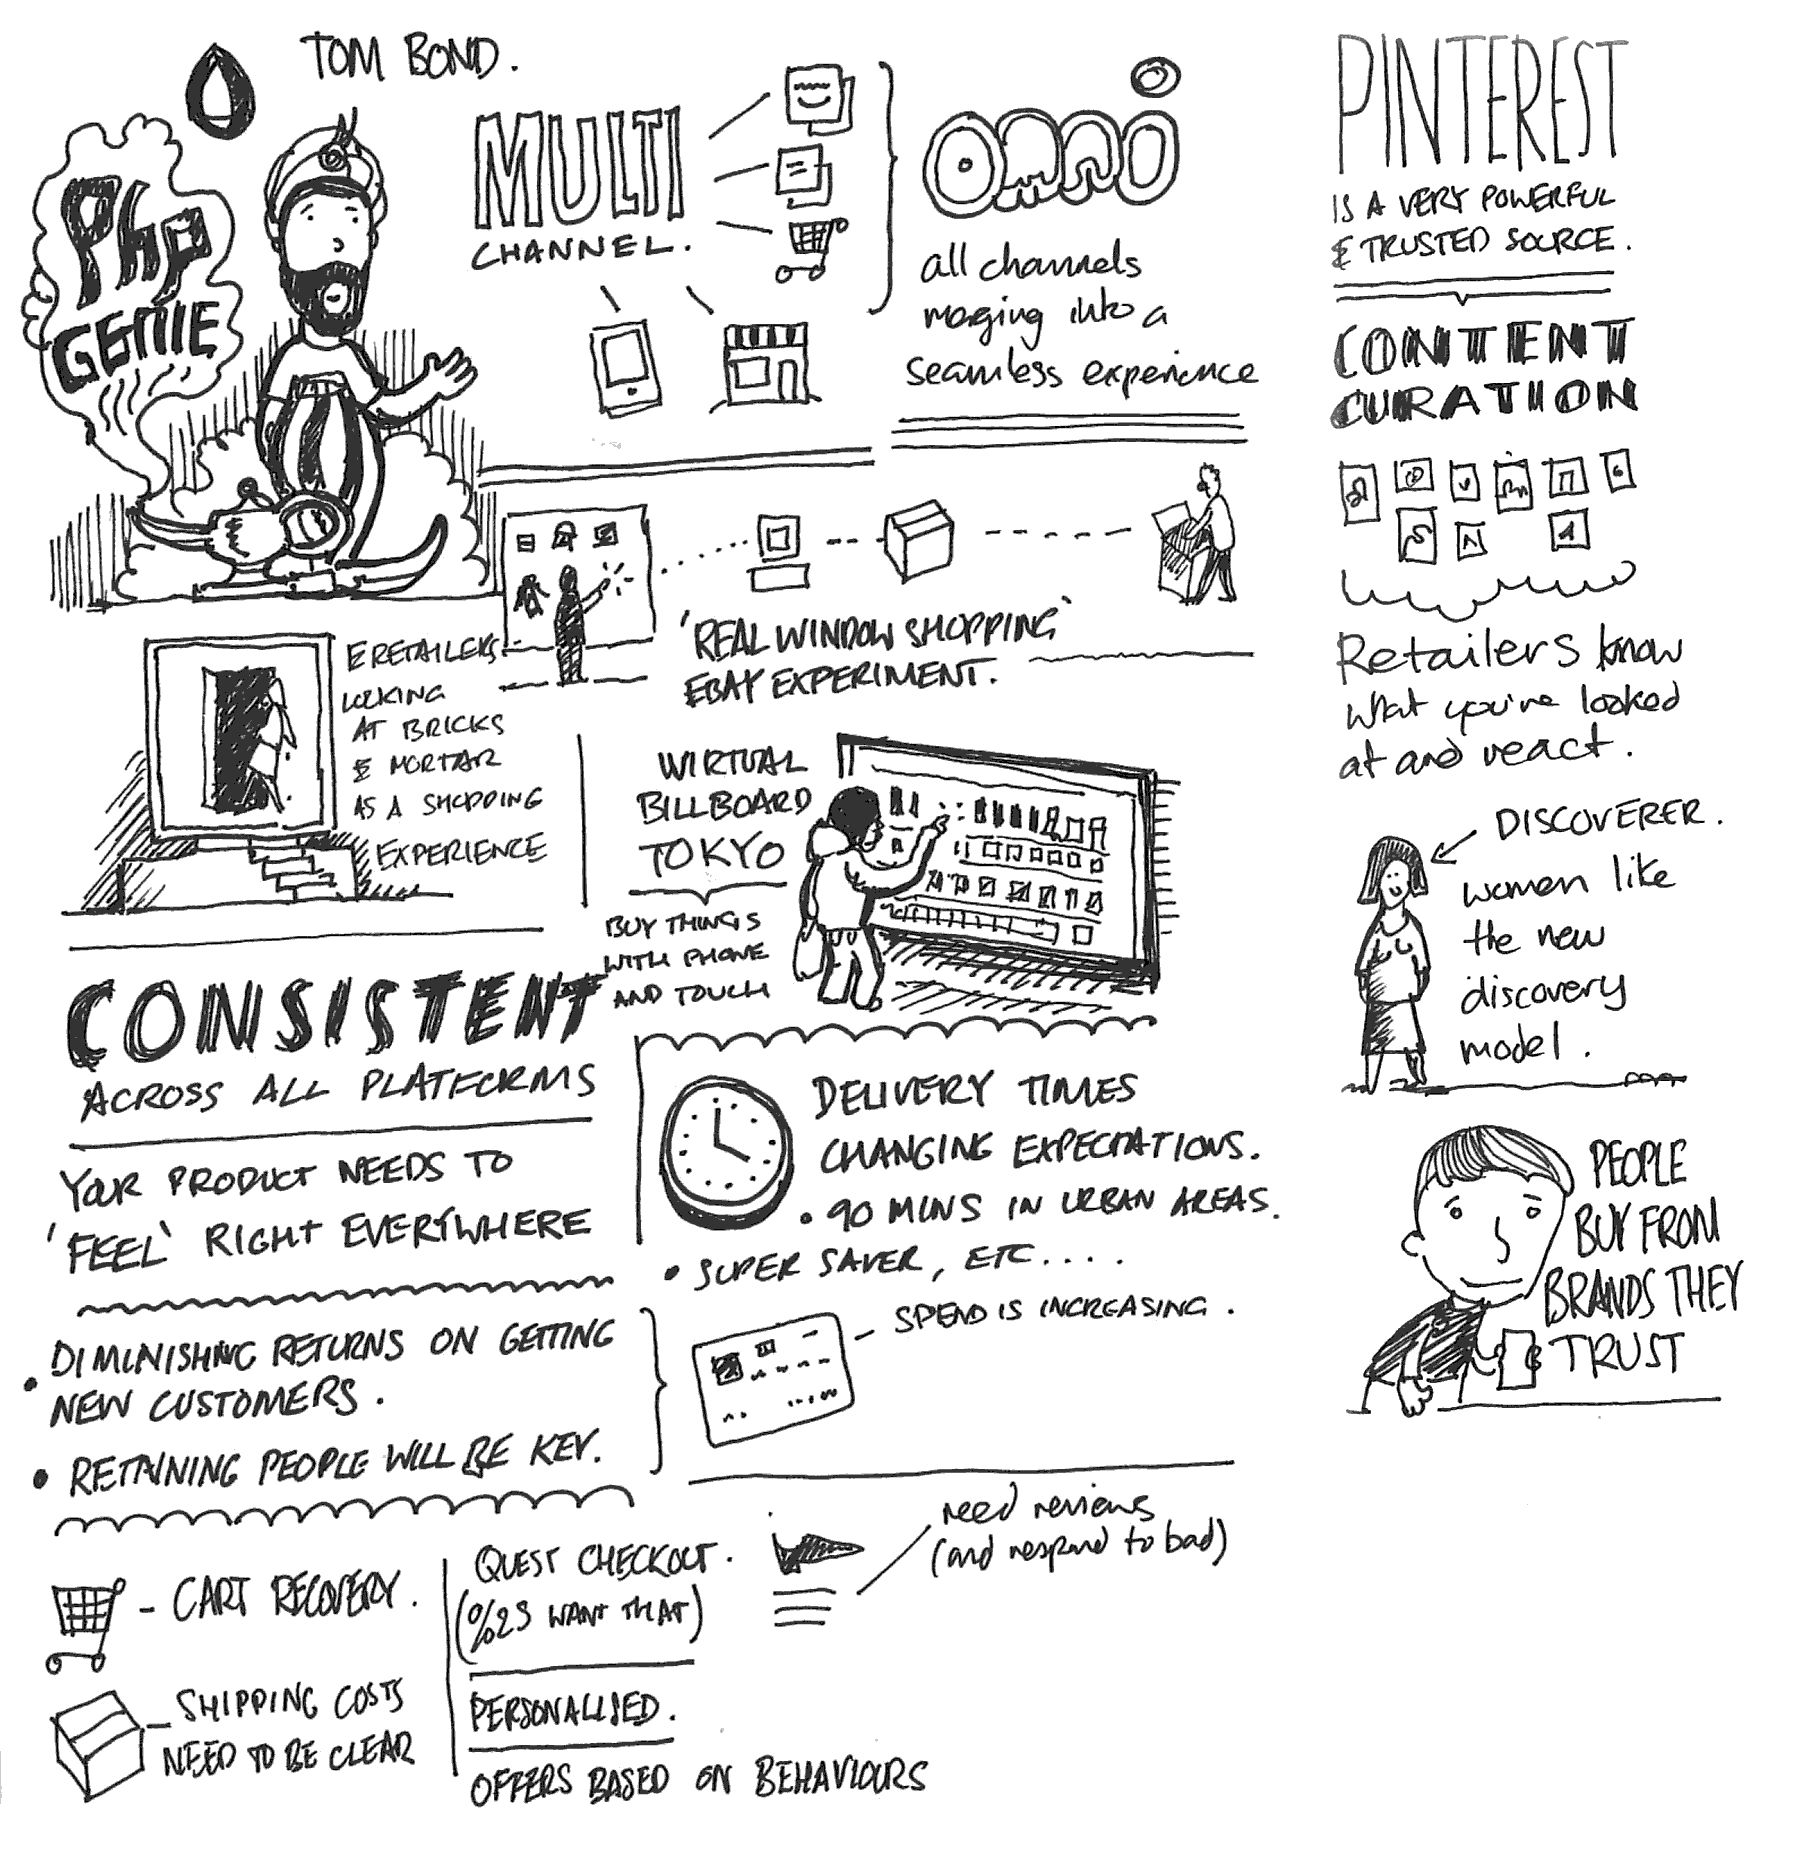 TOM BOND.
Php
GENIE
MULTI
CHANNEL.
omni
all channels
merging into a
seamless experience
'REAL WINDOW SHOPPING'
EBAY EXPERIMENT.
ERETAILERS
LOOKING
AT BRICKS
& MORTAR
AS A SHOPPING
EXPERIENCE
WIRTUAL
BILLBOARD
TOKYO
BUY THINGS
WITH PHONE
AND TOUCH
CONSISTENT
ACROSS ALL PLATFORMS
YOUR PRODUCT NEEDS TO
'FEEL' RIGHT EVERYWHERE
DELIVERY TIMES
CHANGING EXPECTATIONS.
• 90 MINS IN URBAN AREAS.
• SUPER SAVER, ETC....
• DIMINISHING RETURNS ON GETTING
NEW CUSTOMERS.
• RETAINING PEOPLE WILL BE KEY.
SPEND IS INCREASING.
- CART RECOVERY.
- SHIPPING COSTS
NEED TO BE CLEAR
QUEST CHECKOUT.
(%25 WANT THAT)
PERSONALISED.
OFFERS BASED ON BEHAVIOURS
need reviews
(and respond to bad)
PINTEREST
IS A VERY POWERFUL
& TRUSTED SOURCE.
CONTENT
CURATION
Retailers know
what you've looked
at and react.
DISCOVERER.
women like
the new
discovery
model.
PEOPLE
BUY FROM
BRANDS THEY
TRUST